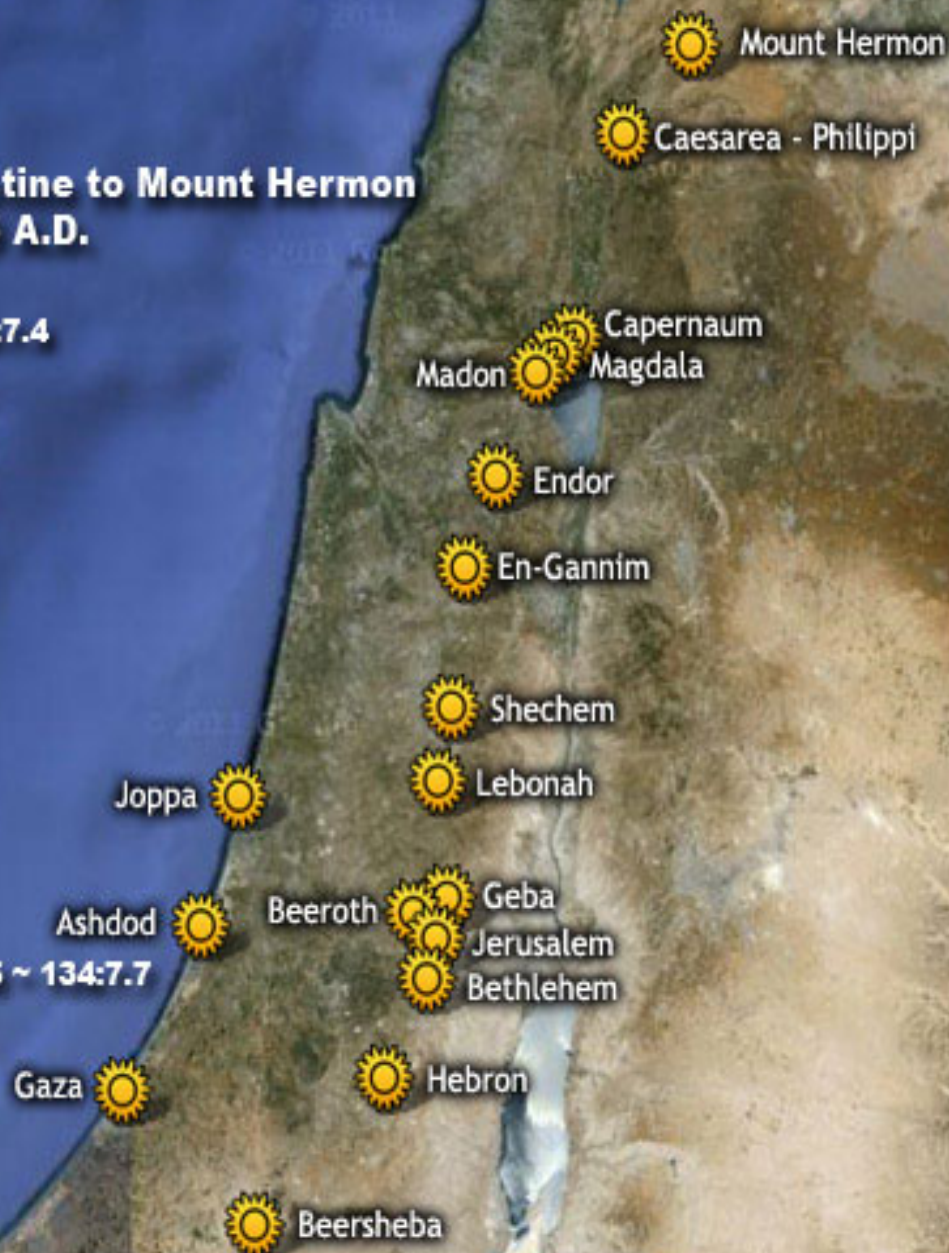 Mount Hermon
Caesarea - Philippi
tine to Mount Hermon
A.D.
:7.4
Capernaum
Magdala
Madon
Endor
En-Gannim
Shechem
Lebonah
Joppa
Geba
Beeroth
Ashdod
Jerusalem
~ 134:7.7
Bethlehem
Hebron
Gaza
Beersheba